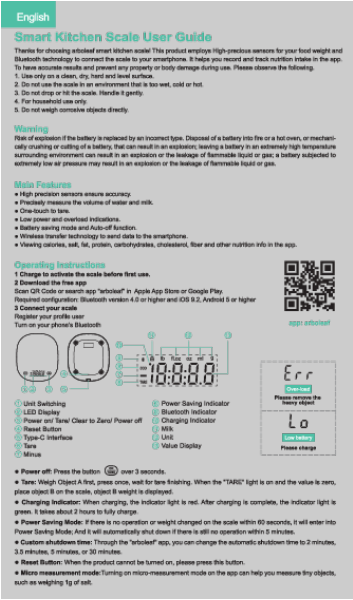 English
Smart Kitchen Scale User Guide
Thanks for choosing arboleaf smart kitchen scale! This product employs High-precious sensors for your food weight and
Bluetooth technology to connect the scale to your smartphone. It helps you record and track nutrition intake in the app.
To have accurate results and prevent any property or body damage during use. Please observe the following.
1. Use only on a clean, dry, hard and level surface.
2. Do not use the scale in an environment that is too wet, cold or hot.
3. Do not drop or hit the scale. Handle it gently.
4. For household use only.
5. Do not weigh corrosive objects directly.
Warning
Risk of explosion if the battery is replaced by an incorrect type. Disposal of a battery into fire or a hot oven, or mechani-
cally crushing or cutting of a battery, that can result in an explosion; leaving a battery in an extremely high temperature
surrounding environment can result in an explosion or the leakage of flammable liquid or gas; a battery subjected to
extremely low air pressure may result in an explosion or the leakage of flammable liquid or gas.
Main Features
● High precision sensors ensure accuracy.
● Precisely measure the volume of water and milk.
● One-touch to tare.
● Low power and overload indications.
● Battery saving mode and Auto-off function.
● Wireless transfer technology to send data to the smartphone.
● Viewing calories, salt, fat, protein, carbohydrates, cholesterol, fiber and other nutrition info in the app.
Operating Instructions
1 Charge to activate the scale before first use.
2 Download the free app
Scan QR Code or search app "arboleaf" in Apple App Store or Google Play.
Required configuration: Bluetooth version 4.0 or higher and iOS 9.2, Android 5 or higher
3 Connect your scale
Register your profile user
Turn on your phone's Bluetooth
app: arboleaf
lb fl.oz oz ml g
18:8.8.8
Err
Over-load
Please remove the
heavy object
Lo
Low battery
Please charge
① Unit Switching
② LED Display
③ Power on/ Tare/ Clear to Zero/ Power off
④ Reset Button
⑤ Type-C Interface
⑥ Tare
⑦ Minus
⑧ Power Saving Indicator
⑨ Bluetooth Indicator
⑩ Charging Indicator
⑪ Milk
⑫ Unit
⑬ Value Display
● Power off: Press the button over 3 seconds.
● Tare: Weigh Object A first, press once, wait for tare finishing. When the "TARE" light is on and the value is zero,
place object B on the scale, object B weight is displayed.
● Charging Indicator: When charging, the indicator light is red. After charging is complete, the indicator light is
green. It takes about 2 hours to fully charge.
● Power Saving Mode: If there is no operation or weight changed on the scale within 60 seconds, it will enter into
Power Saving Mode; And it will automatically shut down if there is still no operation within 5 minutes.
● Custom shutdown time: Through the "arboleaf" app, you can change the automatic shutdown time to 2 minutes,
3.5 minutes, 5 minutes, or 30 minutes.
● Reset Button: When the product cannot be turned on, please press this button.
● Micro measurement mode:Turning on micro-measurement mode on the app can help you measure tiny objects,
such as weighing 1g of salt.